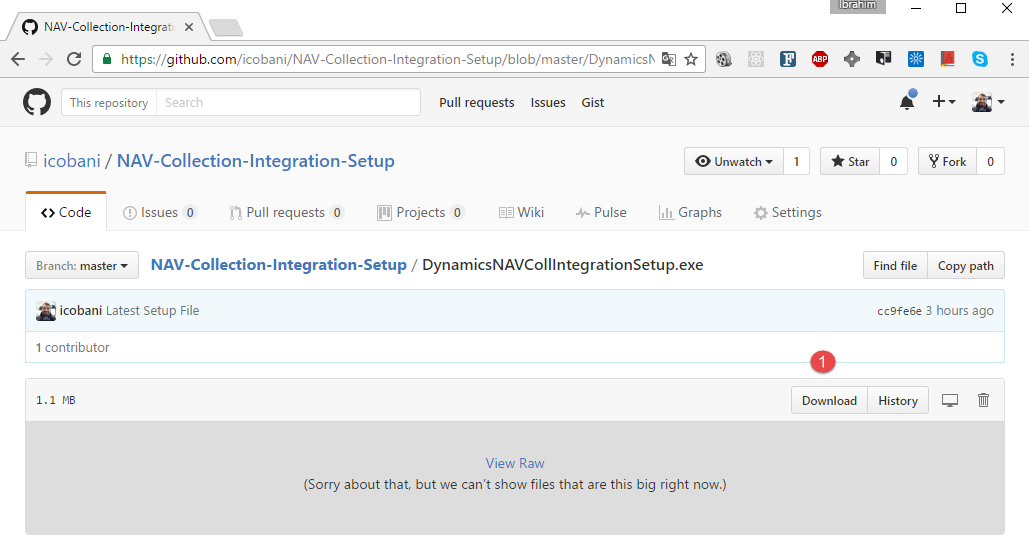 Ibrahim
NAV-Collection-Integrati
https://github.com/icobani/NAV-Collection-Integration-Setup/blob/master/DynamicsN
This repository Search Pull requests Issues Gist
icobani / NAV-Collection-Integration-Setup Unwatch 1 Star 0 Fork 0
Code Issues 0 Pull requests 0 Projects 0 Wiki Pulse Graphs Settings
Branch: master NAV-Collection-Integration-Setup / DynamicsNAVCollIntegrationSetup.exe Find file Copy path
icobani Latest Setup File cc9fe6e 3 hours ago
1 contributor
1
1.1 MB Download History
View Raw
(Sorry about that, but we can't show files that are this big right now.)